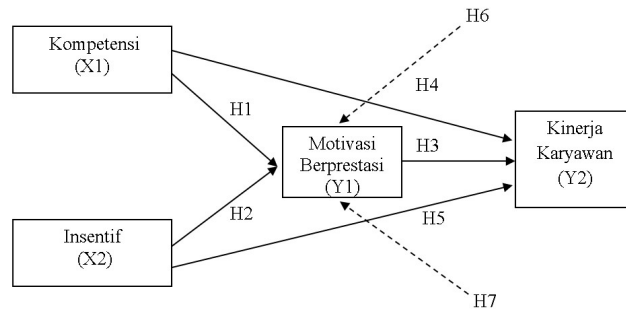 H6
Kompetensi
(X1)
H4
H1
Kinerja
Karyawan
(Y2)
Motivasi
Berprestasi
(Y1)
H3
H2
Insentif
(X2)
H5
H7